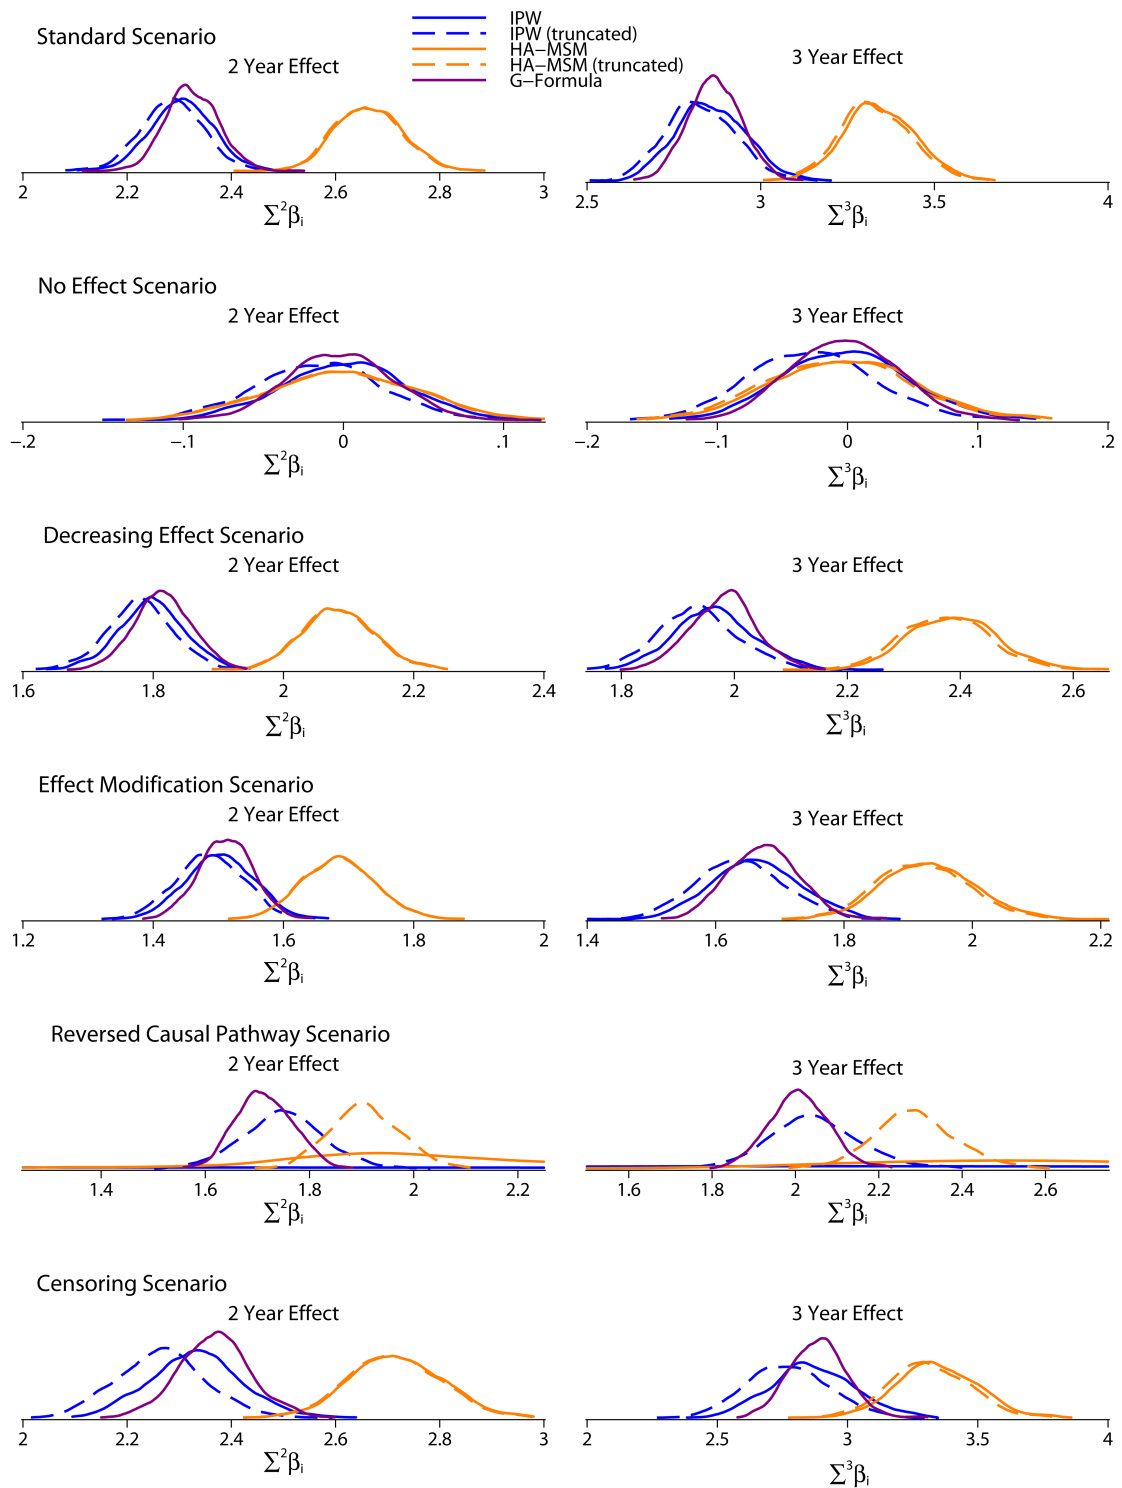 Standard Scenario
IPW
IPW (truncated)
HA−MSM
HA−MSM (truncated)
G−Formula
2 Year Effect
3 Year Effect
2 2.2 2.4 2.6 2.8 3
2.5 3 3.5 4
Σ²βᵢ
Σ³βᵢ
No Effect Scenario
2 Year Effect
3 Year Effect
−.2 −.1 0 .1
−.2 −.1 0 .1 .2
Σ²βᵢ
Σ³βᵢ
Decreasing Effect Scenario
2 Year Effect
3 Year Effect
1.6 1.8 2 2.2 2.4
1.8 2 2.2 2.4 2.6
Σ²βᵢ
Σ³βᵢ
Effect Modification Scenario
2 Year Effect
3 Year Effect
1.2 1.4 1.6 1.8 2
1.4 1.6 1.8 2 2.2
Σ²βᵢ
Σ³βᵢ
Reversed Causal Pathway Scenario
2 Year Effect
3 Year Effect
1.4 1.6 1.8 2 2.2
1.6 1.8 2 2.2 2.4 2.6
Σ²βᵢ
Σ³βᵢ
Censoring Scenario
2 Year Effect
3 Year Effect
2 2.2 2.4 2.6 2.8 3
2 2.5 3 3.5 4
Σ²βᵢ
Σ³βᵢ